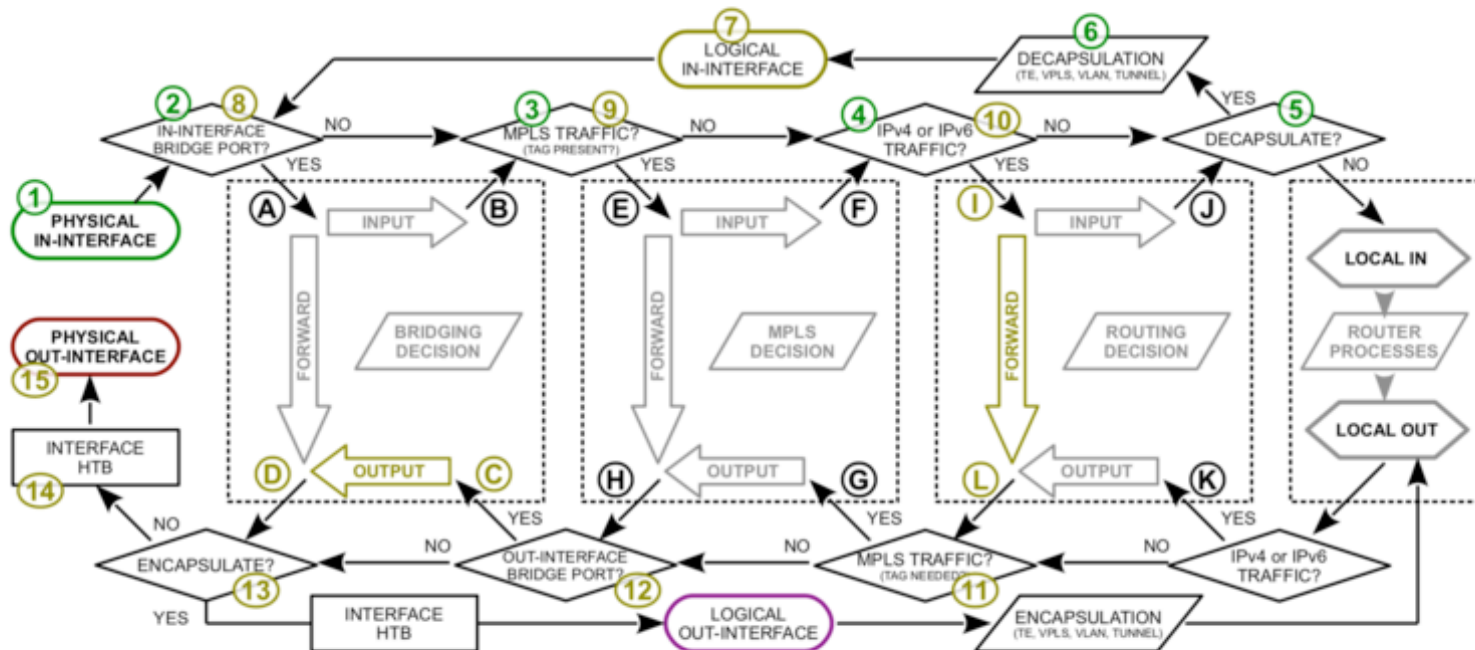 7
LOGICAL
IN-INTERFACE
6
DECAPSULATION
(TE, VPLS, VLAN, TUNNEL)
2
8
IN-INTERFACE
BRIDGE PORT?
NO
YES
3
9
MPLS TRAFFIC?
(TAG PRESENT?)
NO
YES
4
10
IPv4 or IPv6
TRAFFIC?
NO
YES
5
YES
DECAPSULATE?
NO
1
PHYSICAL
IN-INTERFACE
A
INPUT
B
E
INPUT
F
I
INPUT
J
LOCAL IN
FORWARD
BRIDGING
DECISION
FORWARD
MPLS
DECISION
FORWARD
ROUTING
DECISION
ROUTER
PROCESSES
PHYSICAL
OUT-INTERFACE
15
INTERFACE
HTB
14
D
OUTPUT
C
H
OUTPUT
G
L
OUTPUT
K
LOCAL OUT
NO
ENCAPSULATE?
13
YES
NO
YES
OUT-INTERFACE
BRIDGE PORT?
12
NO
YES
MPLS TRAFFIC?
(TAG NEEDED?)
11
NO
YES
IPv4 or IPv6
TRAFFIC?
INTERFACE
HTB
LOGICAL
OUT-INTERFACE
ENCAPSULATION
(TE, VPLS, VLAN, TUNNEL)